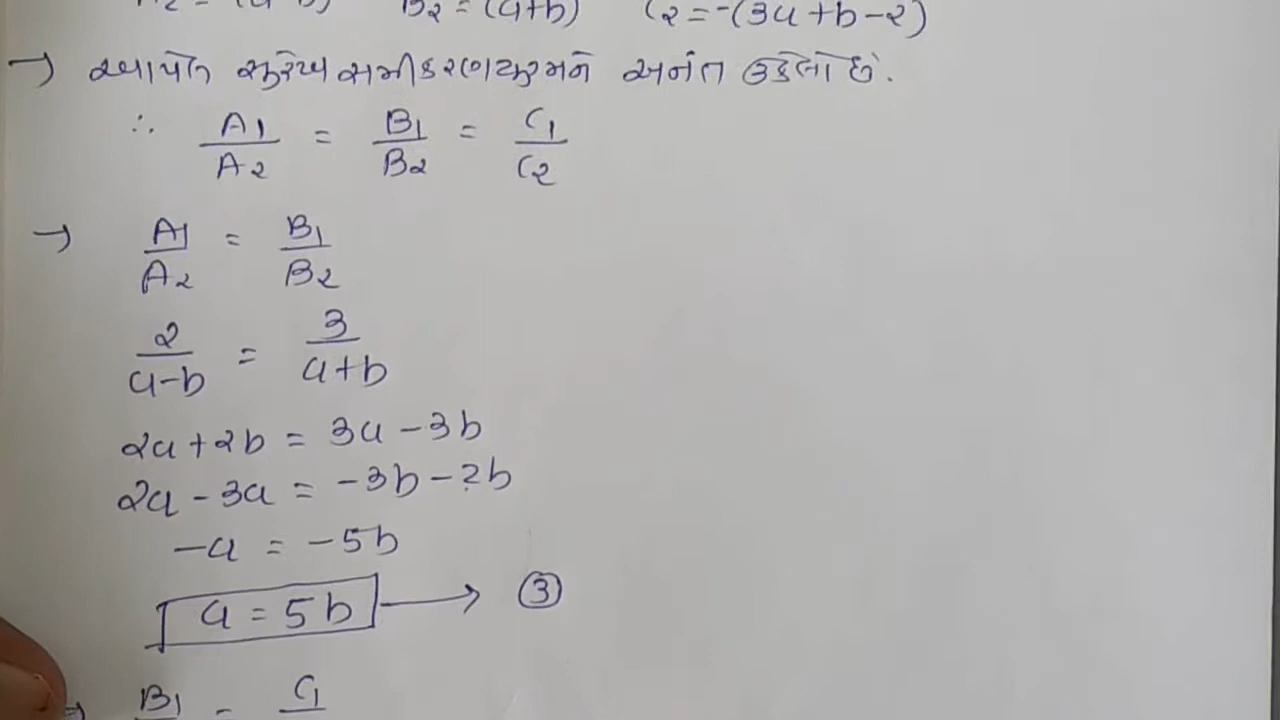 A2 = (a-b) B2 = (a+b) C2 = -(3a+b-2)
→ આપેલ સુરેખ સમીકરણયુગ્મને અનંત ઉકેલો છે.
∴ A1/A2 = B1/B2 = C1/C2
→ A1/A2 = B1/B2
2/a-b = 3/a+b
2a+2b = 3a-3b
2a-3a = -3b-2b
-a = -5b
a = 5b → ③
B1 = C1